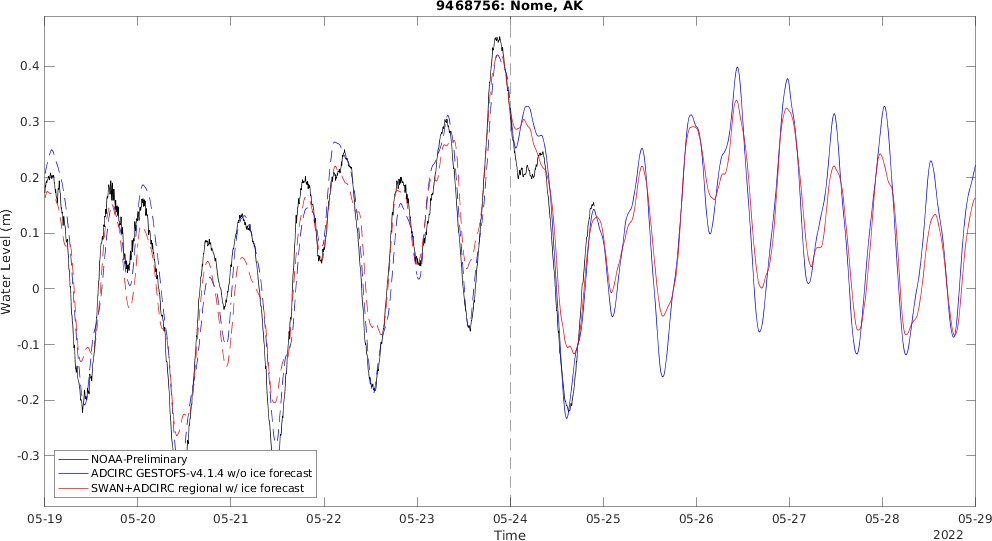 9468756: Nome, AK
Water Level (m)
0.4
0.3
0.2
0.1
0
-0.1
-0.2
-0.3
NOAA-Preliminary
ADCIRC GESTOFS-v4.1.4 w/o ice forecast
SWAN+ADCIRC regional w/ ice forecast
05-19 05-20 05-21 05-22 05-23 05-24 05-25 05-26 05-27 05-28 05-29
Time
2022